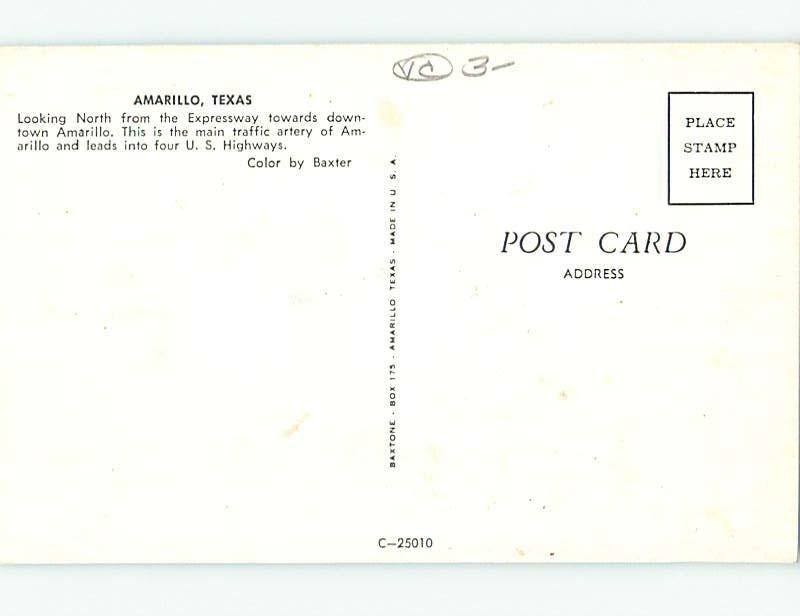 VC 3-
AMARILLO, TEXAS
Looking North from the Expressway towards down-
town Amarillo. This is the main traffic artery of Am-
arillo and leads into four U. S. Highways.
Color by Baxter
BAXTONE - BOX 175 - AMARILLO TEXAS - MADE IN U. S. A.
PLACE
STAMP
HERE
POST CARD
ADDRESS
C-25010